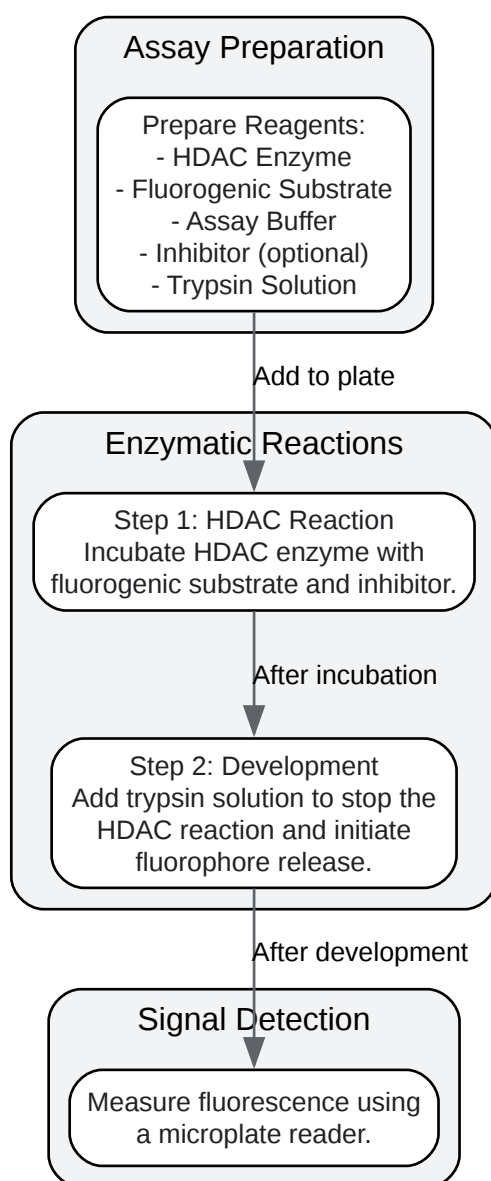 Assay Preparation
Prepare Reagents:
- HDAC Enzyme
- Fluorogenic Substrate
- Assay Buffer
- Inhibitor (optional)
- Trypsin Solution
Add to plate
Enzymatic Reactions
Step 1: HDAC Reaction
Incubate HDAC enzyme with
fluorogenic substrate and inhibitor.
After incubation
Step 2: Development
Add trypsin solution to stop the
HDAC reaction and initiate
fluorophore release.
After development
Signal Detection
Measure fluorescence using
a microplate reader.